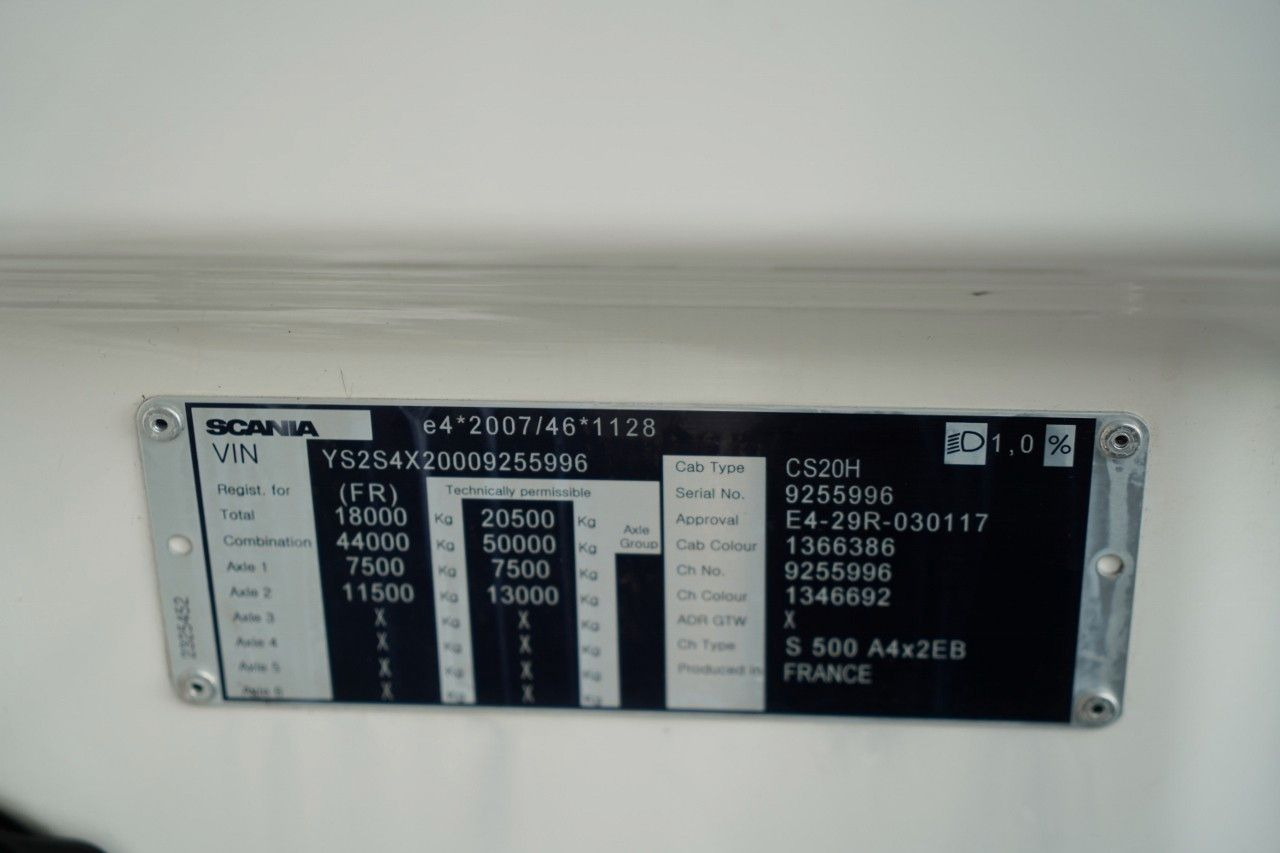 SCANIA e4*2007/46*1128 1,0 %
VIN YS2S4X20009255996
Regist. for (FR) Technically permissible
Total 18000 Kg 20500 Kg
Combination 44000 Kg 50000 Kg Axle Group
Axle 1 7500 Kg 7500 Kg
Axle 2 11500 Kg 13000 Kg
Axle 3 X Kg X Kg
Axle 4 X Kg X Kg
Axle 5 X Kg X Kg
Axle 6 X Kg X Kg
Cab Type CS20H
Serial No. 9255996
Approval E4-29R-030117
Cab Colour 1366386
Ch No. 9255996
Ch Colour 1346692
ADR GTW X
Ch Type S 500 A4x2EB
Produced in FRANCE
2325452